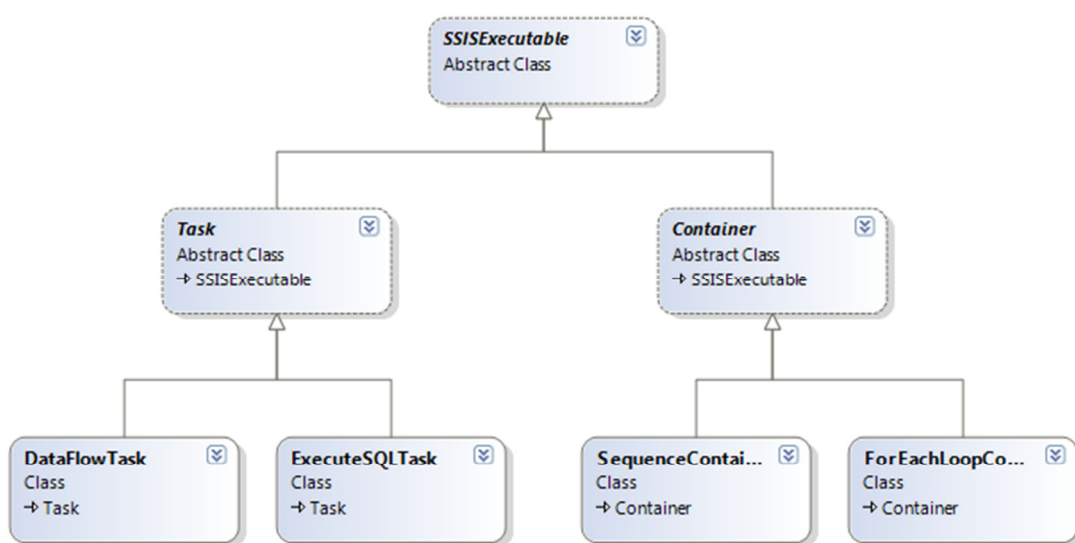 SSISExecutable
Abstract Class
Task
Abstract Class
SSISExecutable
Container
Abstract Class
SSISExecutable
DataFlowTask
Class
Task
ExecuteSQLTask
Class
Task
SequenceContai...
Class
Container
ForEachLoopCo...
Class
Container